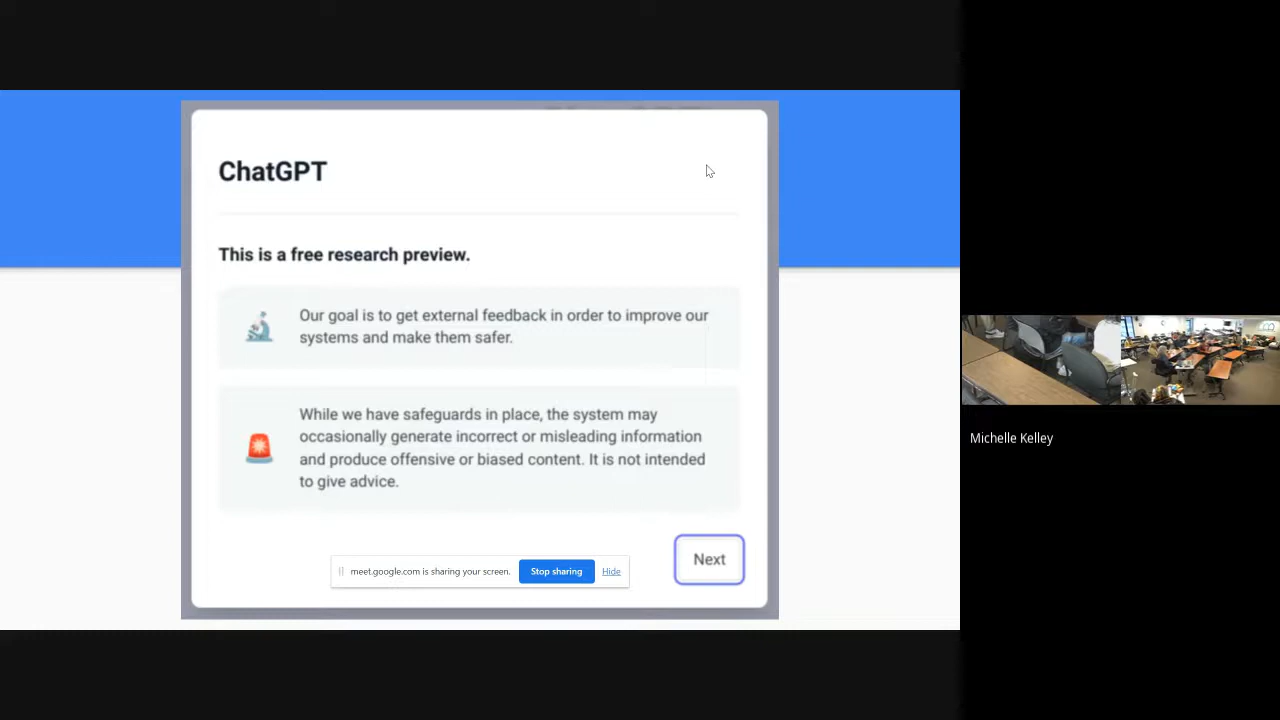 ChatGPT
This is a free research preview.
Our goal is to get external feedback in order to improve our
systems and make them safer.
While we have safeguards in place, the system may
occasionally generate incorrect or misleading information
and produce offensive or biased content. It is not intended
to give advice.
Next
meet.google.com is sharing your screen. Stop sharing Hide
Michelle Kelley